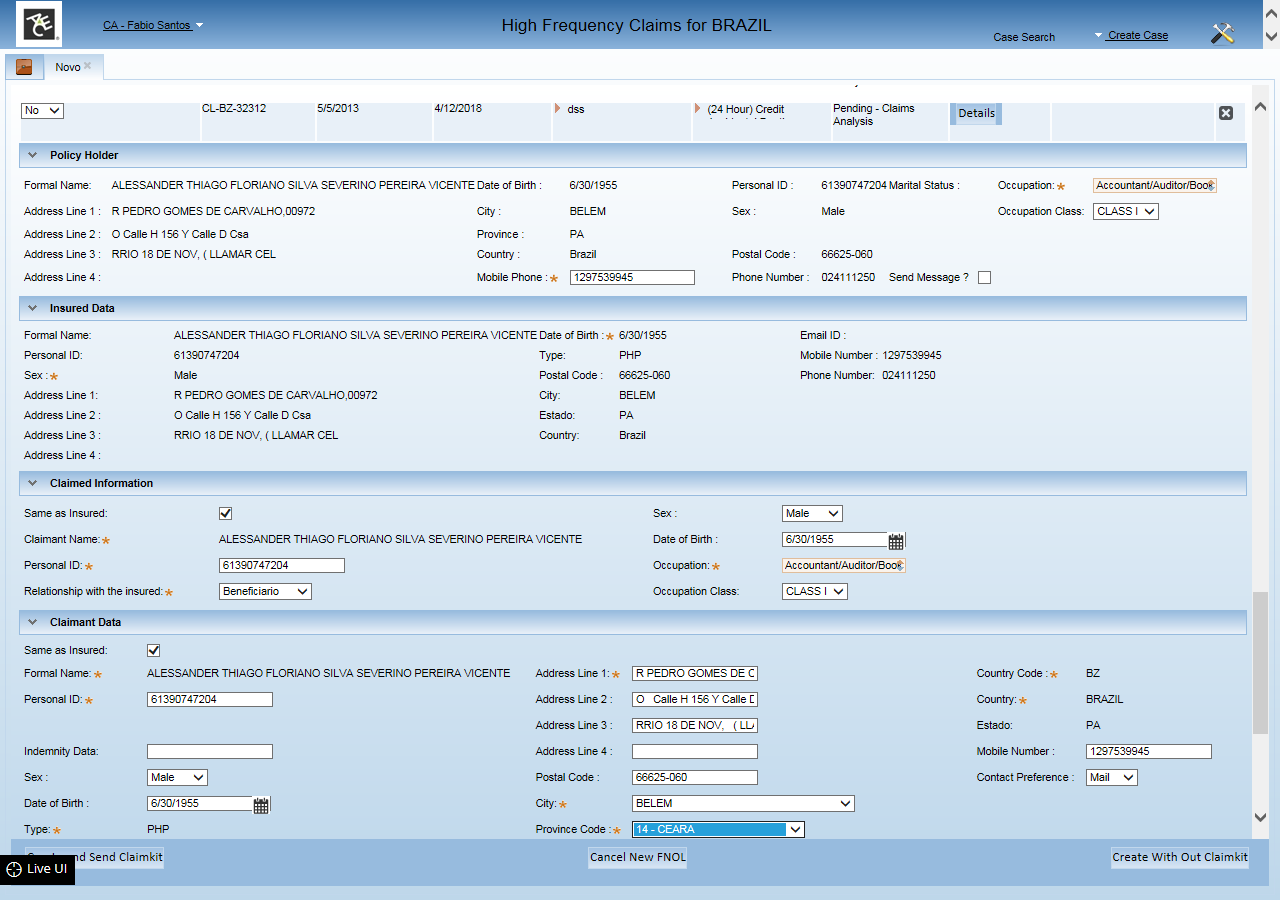 CA - Fabio Santos
High Frequency Claims for BRAZIL
Case Search
Create Case
Novo
No CL-BZ-32312 5/5/2013 4/12/2018 dss (24 Hour) Credit Pending - Claims Details
Analysis
Policy Holder
Formal Name: ALESSANDER THIAGO FLORIANO SILVA SEVERINO PEREIRA VICENTE Date of Birth : 6/30/1955 Personal ID : 61390747204 Marital Status : Occupation: * Accountant/Auditor/Book
Address Line 1 : R PEDRO GOMES DE CARVALHO,00972 City : BELEM Sex : Male Occupation Class: CLASS I
Address Line 2 : O Calle H 156 Y Calle D Csa Province : PA
Address Line 3 : RRIO 18 DE NOV, ( LLAMAR CEL Country : Brazil Postal Code : 66625-060
Address Line 4 : Mobile Phone : * 1297539945 Phone Number : 024111250 Send Message ?
Insured Data
Formal Name: ALESSANDER THIAGO FLORIANO SILVA SEVERINO PEREIRA VICENTE Date of Birth : * 6/30/1955 Email ID :
Personal ID: 61390747204 Type: PHP Mobile Number : 1297539945
Sex : * Male Postal Code : 66625-060 Phone Number: 024111250
Address Line 1: R PEDRO GOMES DE CARVALHO,00972 City: BELEM
Address Line 2 : O Calle H 156 Y Calle D Csa Estado: PA
Address Line 3 : RRIO 18 DE NOV, ( LLAMAR CEL Country: Brazil
Address Line 4 :
Claimed Information
Same as Insured: Sex : Male
Claimant Name: * ALESSANDER THIAGO FLORIANO SILVA SEVERINO PEREIRA VICENTE Date of Birth : 6/30/1955
Personal ID: * 61390747204 Occupation: * Accountant/Auditor/Book
Relationship with the insured: * Beneficiario Occupation Class: CLASS I
Claimant Data
Same as Insured:
Formal Name: * ALESSANDER THIAGO FLORIANO SILVA SEVERINO PEREIRA VICENTE Address Line 1: * R PEDRO GOMES DE C Country Code : * BZ
Personal ID: * 61390747204 Address Line 2 : O Calle H 156 Y Calle D Country: * BRAZIL
Address Line 3 : RRIO 18 DE NOV, ( LLA Estado: PA
Indemnity Data: Address Line 4 : Mobile Number : 1297539945
Sex : Male Postal Code : 66625-060 Contact Preference : Mail
Date of Birth : 6/30/1955 City: * BELEM
Type: * PHP Province Code : * 14 - CEARA
nd Send Claimkit Cancel New FNOL Create With Out Claimkit
Live UI